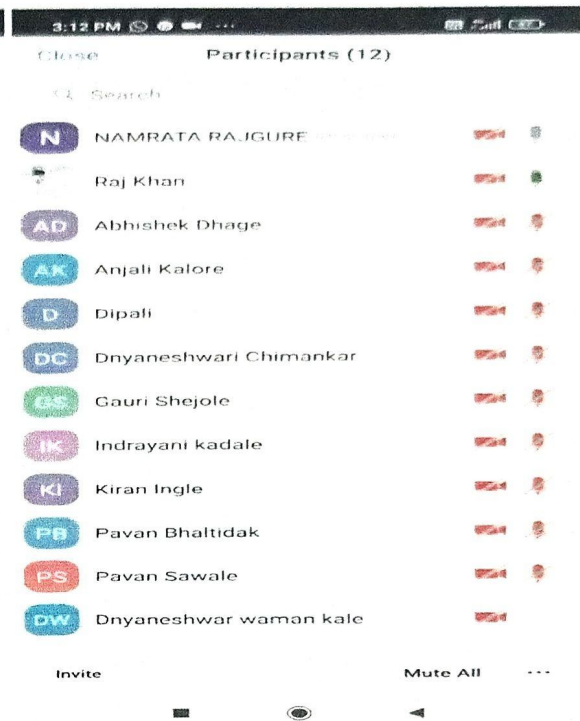 3:12 PM
Close Participants (12)
Search
N NAMRATA RAJGURE
Raj Khan
AD Abhishek Dhage
AK Anjali Kalore
D Dipali
DC Dnyaneshwari Chimankar
GS Gauri Shejole
IK Indrayani kadale
KI Kiran Ingle
PB Pavan Bhaltidak
PS Pavan Sawale
DW Dnyaneshwar waman kale
Invite Mute All ...